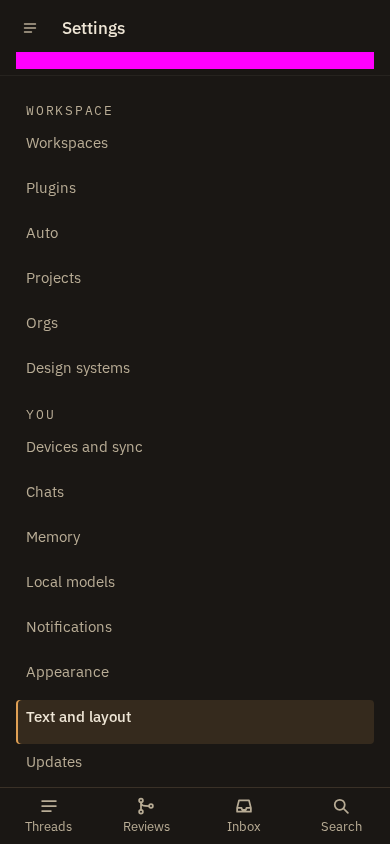 Settings
WORKSPACE
Workspaces
Plugins
Auto
Projects
Orgs
Design systems
YOU
Devices and sync
Chats
Memory
Local models
Notifications
Appearance
Text and layout
Updates
Threads Reviews Inbox Search